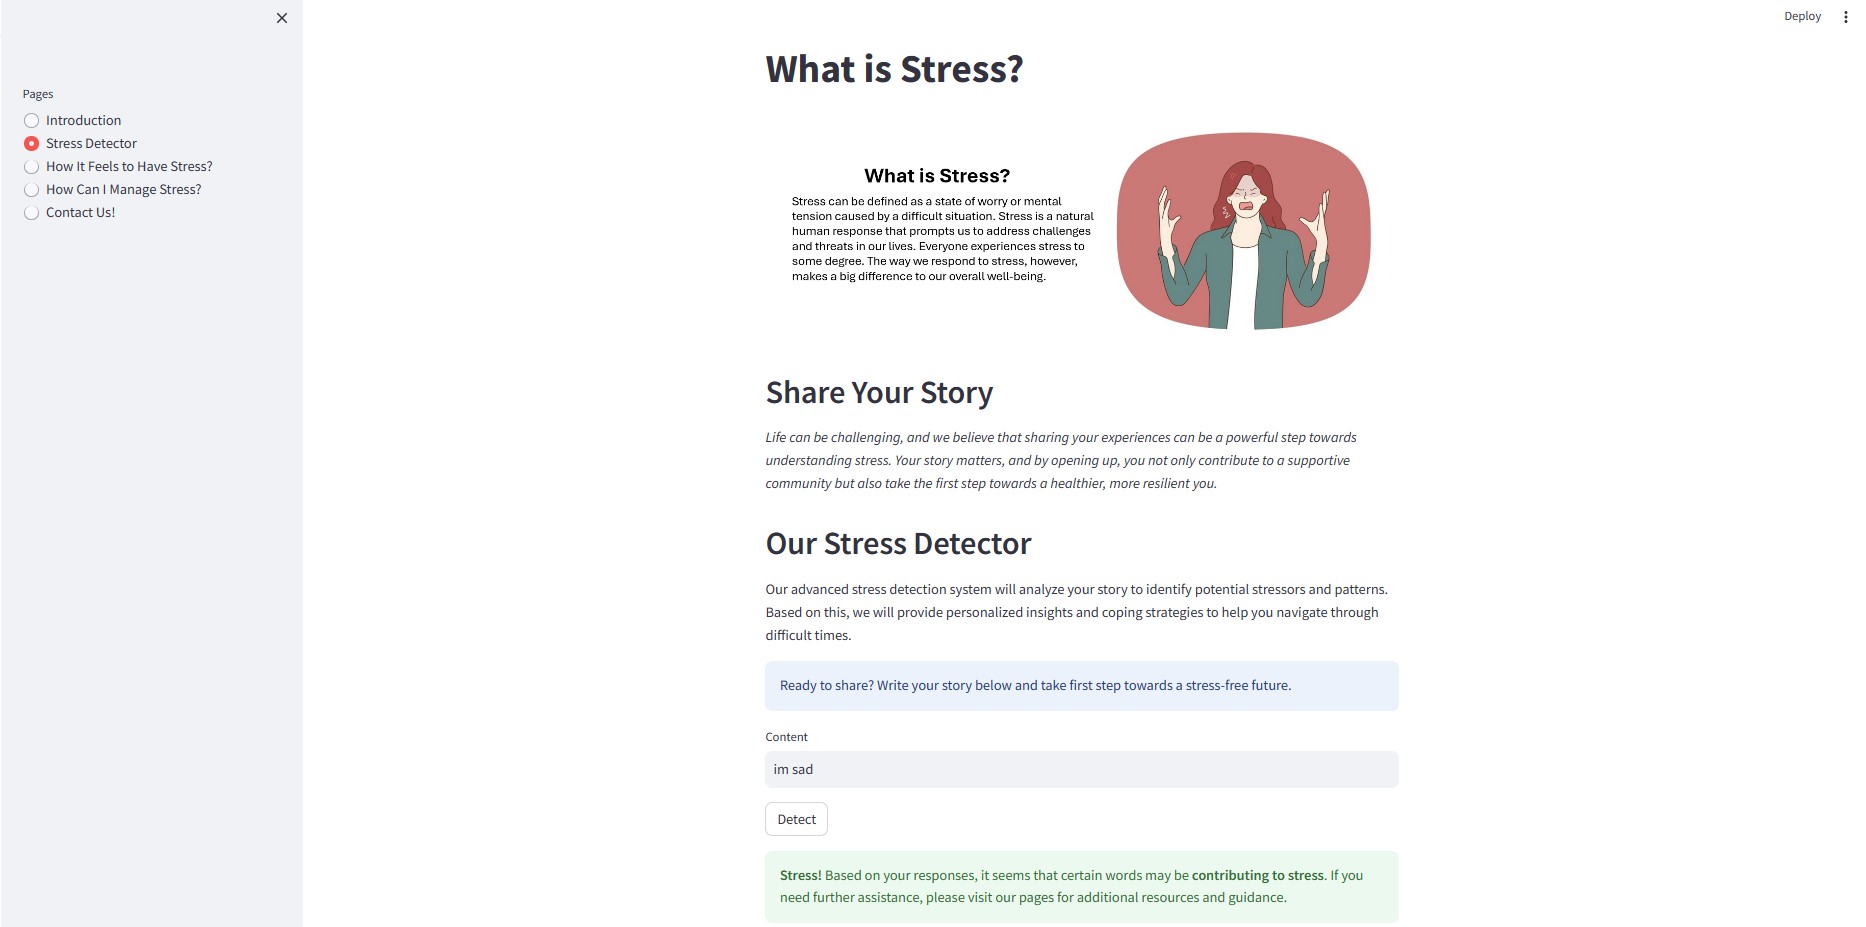 Deploy
Pages
Introduction
Stress Detector
How It Feels to Have Stress?
How Can I Manage Stress?
Contact Us!
What is Stress?
What is Stress?
Stress can be defined as a state of worry or mental
tension caused by a difficult situation. Stress is a natural
human response that prompts us to address challenges
and threats in our lives. Everyone experiences stress to
some degree. The way we respond to stress, however,
makes a big difference to our overall well-being.
Share Your Story
Life can be challenging, and we believe that sharing your experiences can be a powerful step towards
understanding stress. Your story matters, and by opening up, you not only contribute to a supportive
community but also take the first step towards a healthier, more resilient you.
Our Stress Detector
Our advanced stress detection system will analyze your story to identify potential stressors and patterns.
Based on this, we will provide personalized insights and coping strategies to help you navigate through
difficult times.
Ready to share? Write your story below and take first step towards a stress-free future.
Content
im sad
Detect
Stress! Based on your responses, it seems that certain words may be contributing to stress. If you
need further assistance, please visit our pages for additional resources and guidance.